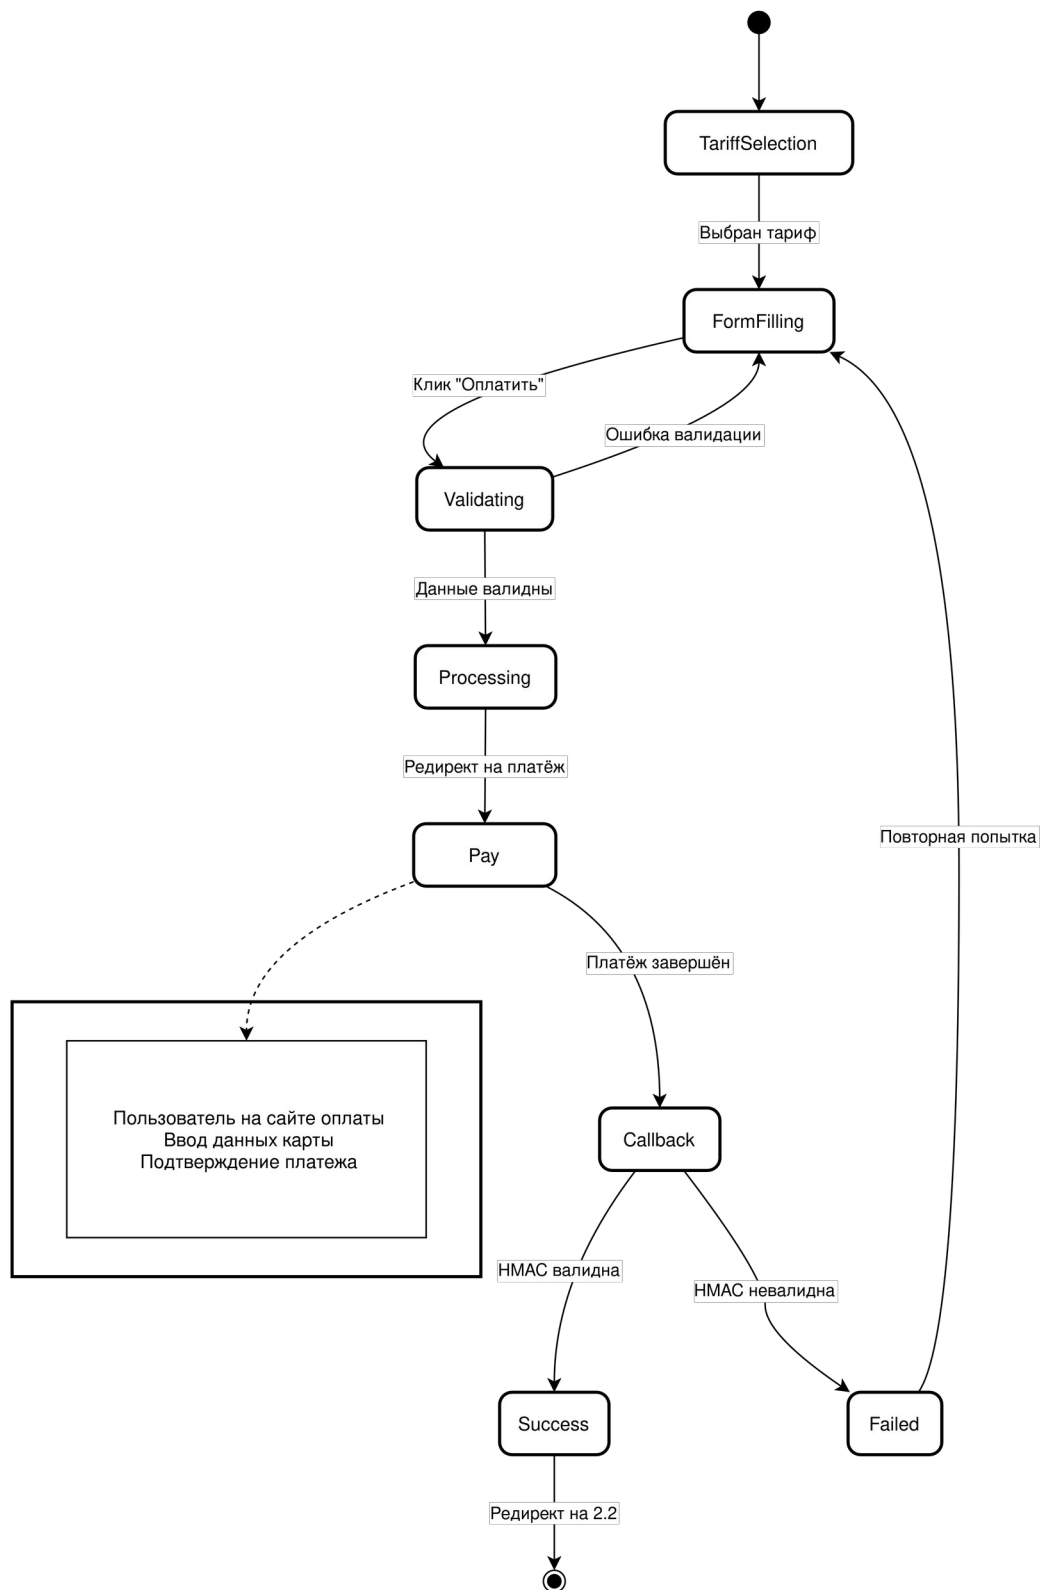 TariffSelection
Выбран тариф
FormFilling
Клик "Оплатить"
Ошибка валидации
Validating
Данные валидны
Processing
Редирект на платёж
Повторная попытка
Pay
Платёж завершён
Пользователь на сайте оплаты
Ввод данных карты
Подтверждение платежа
Callback
HMAC валидна
HMAC невалидна
Success
Failed
Редирект на 2.2